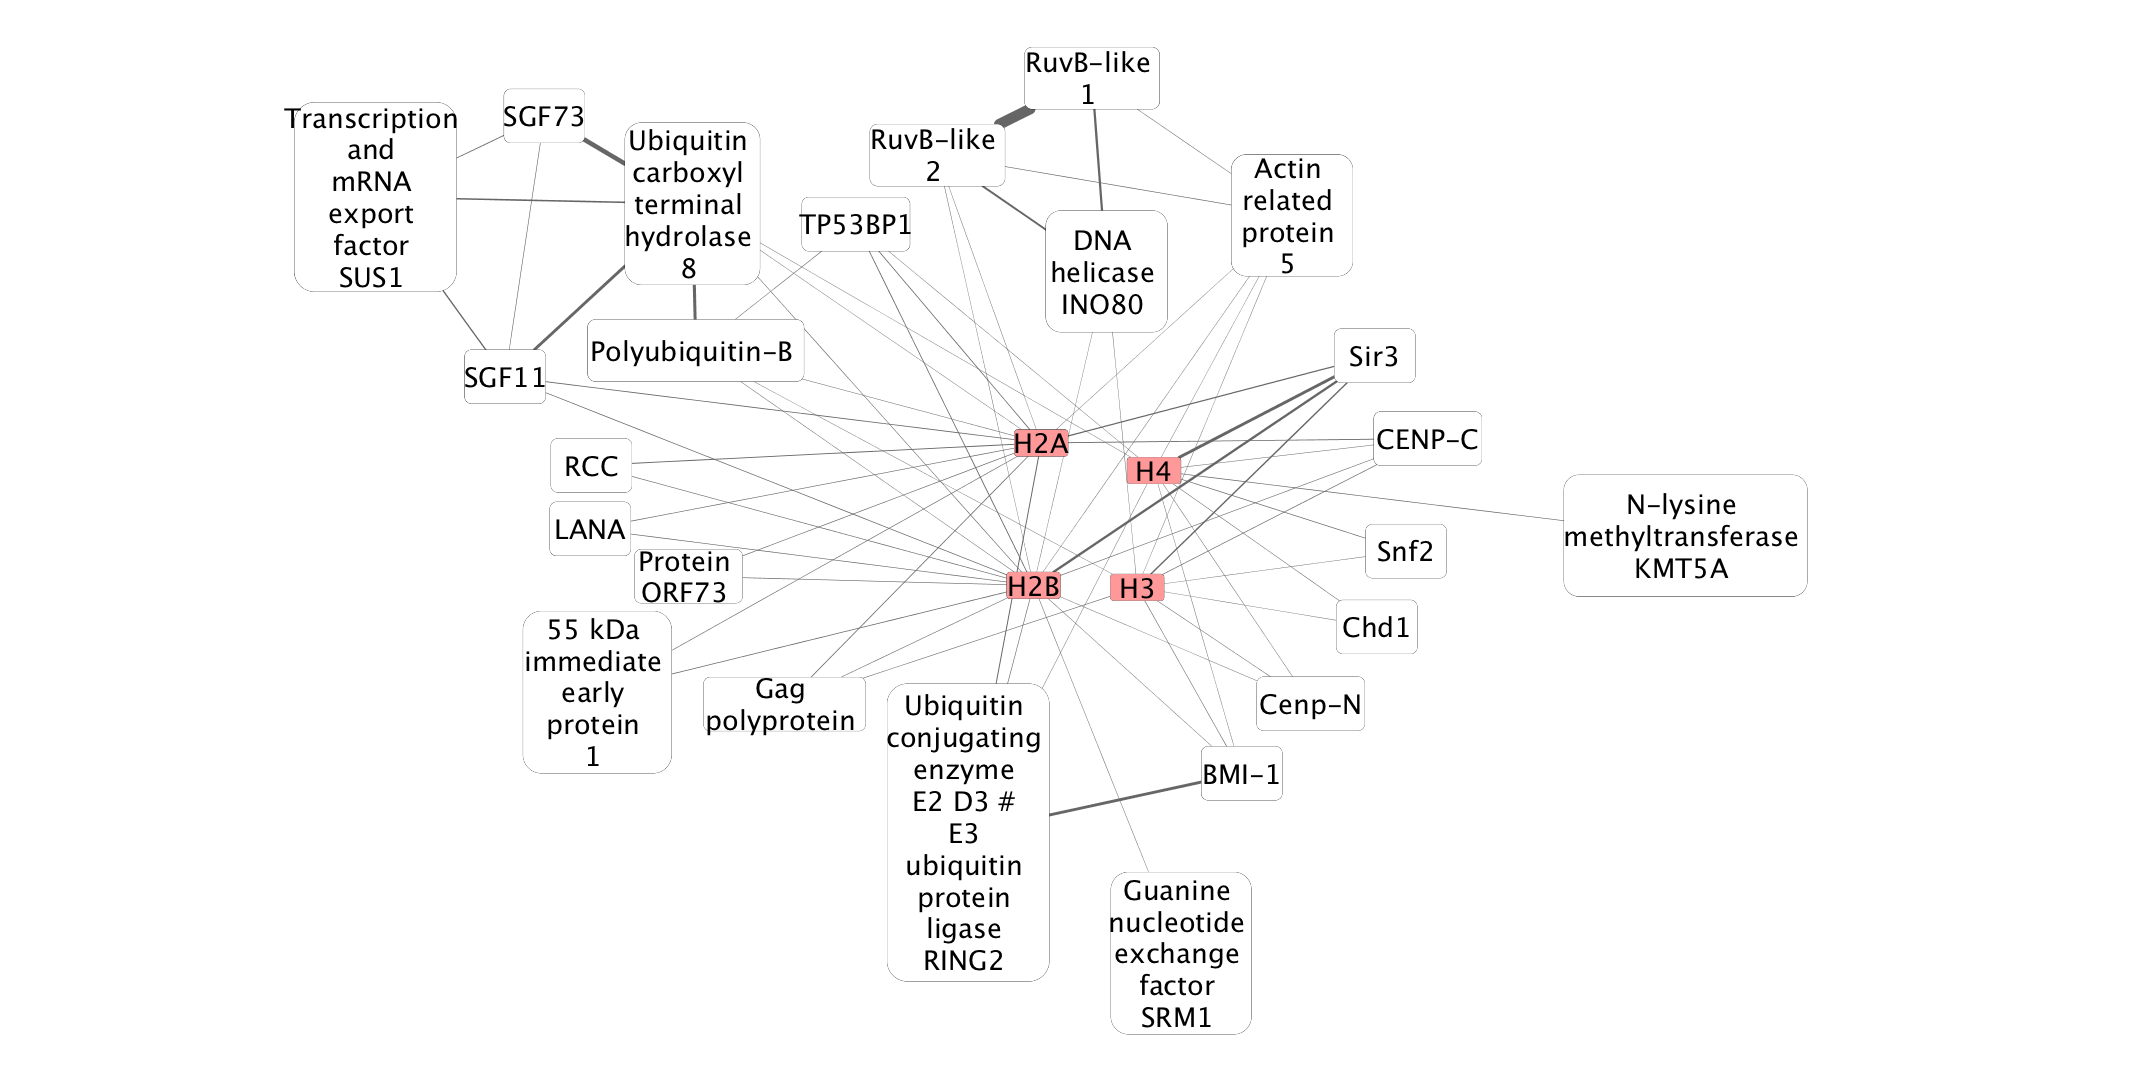 RuvB-like
1
SGF73
Transcription
and
mRNA
export
factor
SUS1
Ubiquitin
carboxyl
terminal
hydrolase
8
RuvB-like
2
Actin
related
protein
5
TP53BP1
DNA
helicase
INO80
Polyubiquitin-B
SGF11
Sir3
H2A
CENP-C
RCC
H4
LANA
N-lysine
methyltransferase
KMT5A
Snf2
Protein
ORF73
H2B
H3
55 kDa
immediate
early
protein
1
Chd1
Gag
polyprotein
Cenp-N
Ubiquitin
conjugating
enzyme
E2 D3 #
E3
ubiquitin
protein
ligase
RING2
BMI-1
Guanine
nucleotide
exchange
factor
SRM1